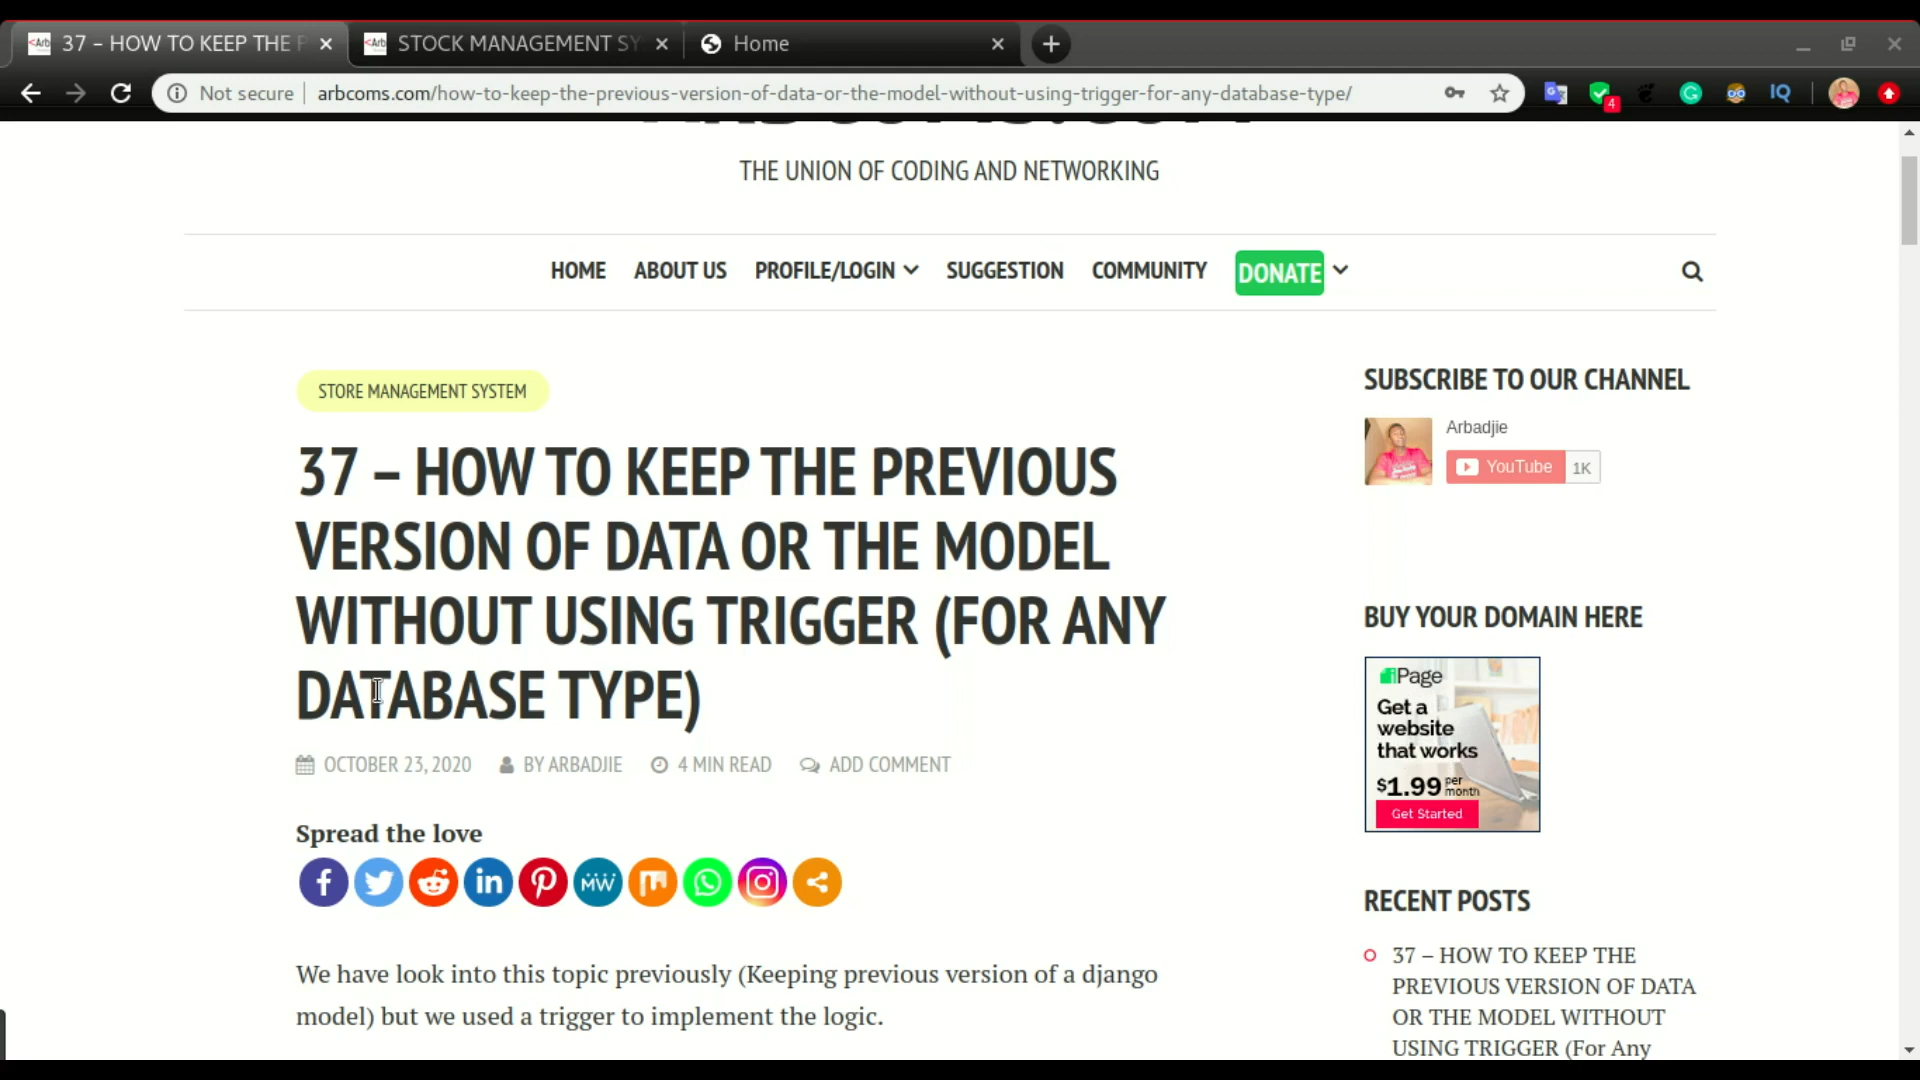 37 – HOW TO KEEP THE P
STOCK MANAGEMENT SY
Home
Not secure
arbcoms.com/how-to-keep-the-previous-version-of-data-or-the-model-without-using-trigger-for-any-database-type/
4
IQ
THE UNION OF CODING AND NETWORKING
HOME ABOUT US PROFILE/LOGIN SUGGESTION COMMUNITY DONATE
STORE MANAGEMENT SYSTEM
37 – HOW TO KEEP THE PREVIOUS
VERSION OF DATA OR THE MODEL
WITHOUT USING TRIGGER (FOR ANY
DATABASE TYPE)
OCTOBER 23, 2020 BY ARBADJIE 4 MIN READ ADD COMMENT
Spread the love
We have look into this topic previously (Keeping previous version of a django
model) but we used a trigger to implement the logic.
SUBSCRIBE TO OUR CHANNEL
Arbadjie
YouTube 1K
BUY YOUR DOMAIN HERE
iPage
Get a
website
that works
$1.99 per month
Get Started
RECENT POSTS
37 – HOW TO KEEP THE
PREVIOUS VERSION OF DATA
OR THE MODEL WITHOUT
USING TRIGGER (For Any